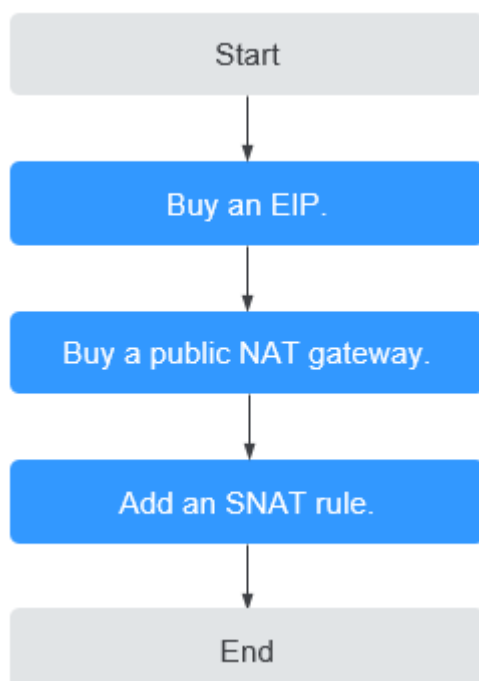 Start
Buy an EIP.
Buy a public NAT gateway.
Add an SNAT rule.
End